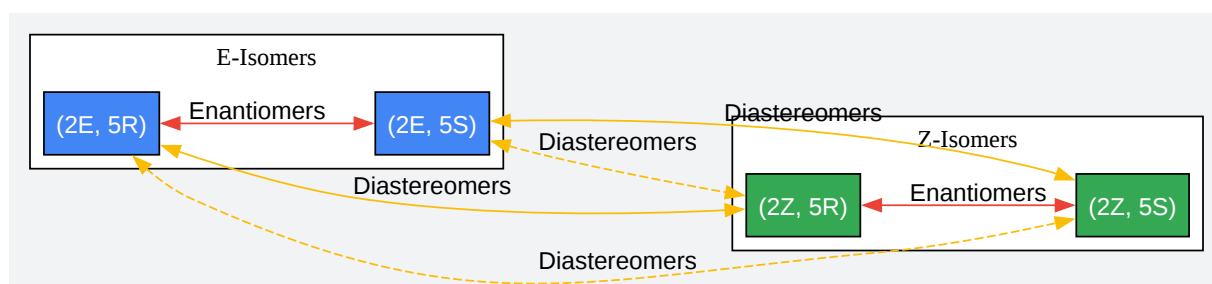 E-Isomers
(2E, 5R)
Enantiomers
(2E, 5S)
Diastereomers
Diastereomers
Z-Isomers
Diastereomers
(2Z, 5R)
Enantiomers
(2Z, 5S)
Diastereomers